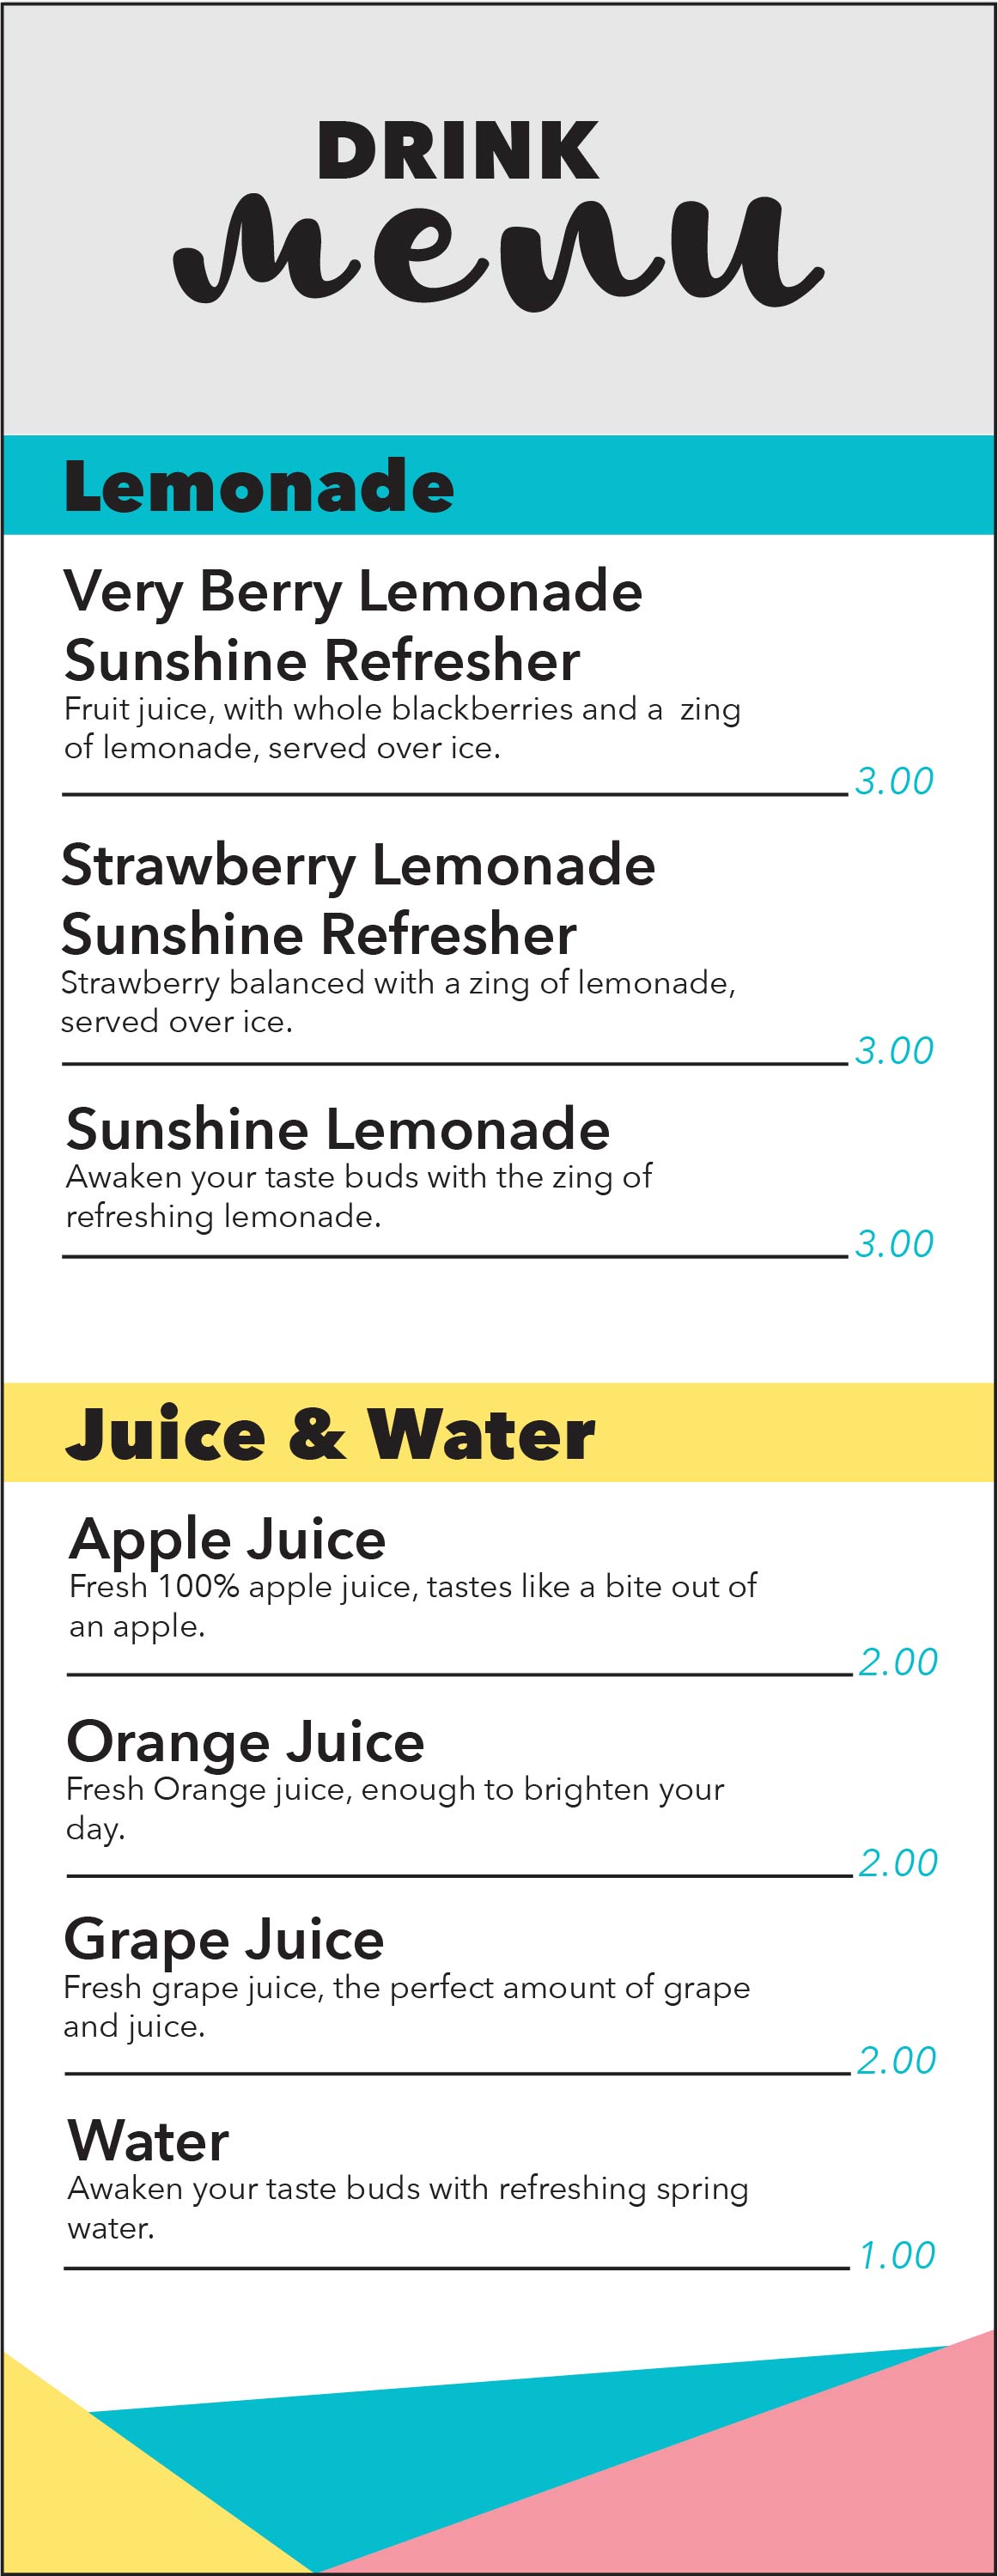 DRINK
menu
Lemonade
Very Berry Lemonade
Sunshine Refresher
Fruit juice, with whole blackberries and a  zing
of lemonade, served over ice.
3.00
Strawberry Lemonade
Sunshine Refresher
Strawberry balanced with a zing of lemonade,
served over ice.
3.00
Sunshine Lemonade
Awaken your taste buds with the zing of
refreshing lemonade.
3.00
Juice & Water
Apple Juice
Fresh 100% apple juice, tastes like a bite out of
an apple.
2.00
Orange Juice
Fresh Orange juice, enough to brighten your
day.
2.00
Grape Juice
Fresh grape juice, the perfect amount of grape
and juice.
2.00
Water
Awaken your taste buds with refreshing spring
water.
1.00